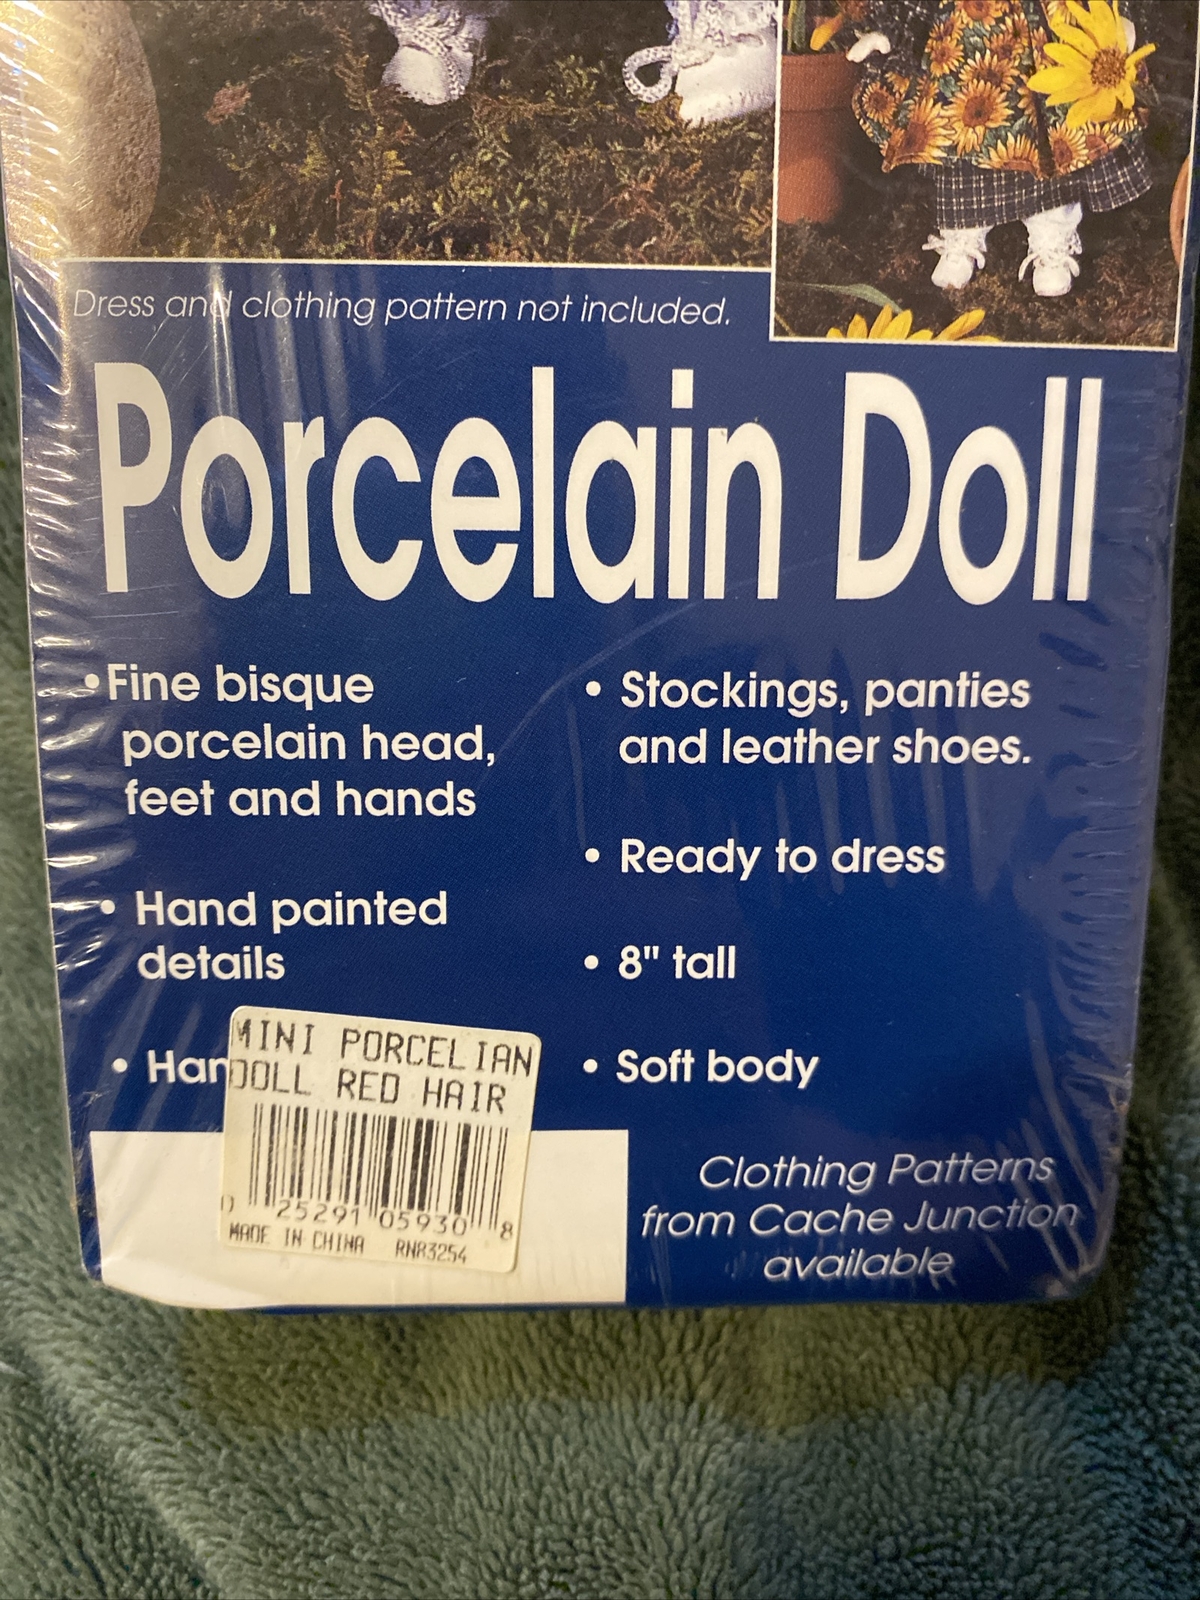 Dress and clothing pattern not included.
Porcelain Doll
•Fine bisque
porcelain head,
feet and hands
• Hand painted
details
• Stockings, panties
and leather shoes.
• Ready to dress
• 8" tall
• Soft body
MINI PORCELIAN
DOLL RED HAIR
0 25291 05930 8
MADE IN CHINA RNR3254
Clothing Patterns
from Cache Junction
available